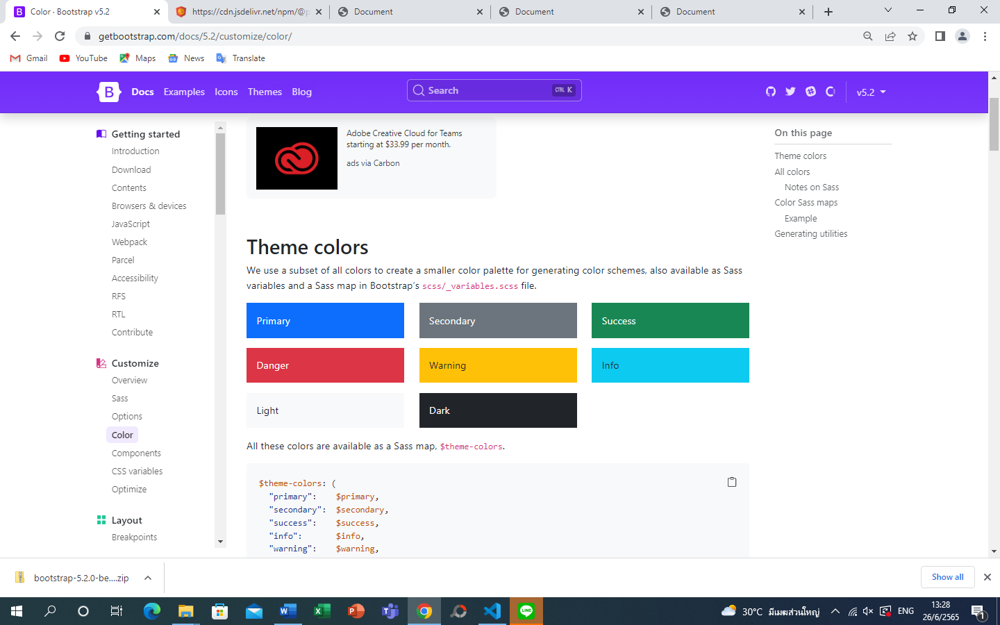 Color · Bootstrap v5.2
https://cdn.jsdelivr.net/npm/@p
Document
Document
Document
getbootstrap.com/docs/5.2/customize/color/
Gmail
YouTube
Maps
News
Translate
B
Docs
Examples
Icons
Themes
Blog
Search
CTRL K
v5.2
Getting started
Introduction
Download
Contents
Browsers & devices
JavaScript
Webpack
Parcel
Accessibility
RFS
RTL
Contribute
Customize
Overview
Sass
Options
Color
Components
CSS variables
Optimize
Layout
Breakpoints
Adobe Creative Cloud for Teams
starting at $33.99 per month.
ads via Carbon
Theme colors
We use a subset of all colors to create a smaller color palette for generating color schemes, also available as Sass
variables and a Sass map in Bootstrap's scss/_variables.scss file.
Primary
Secondary
Success
Danger
Warning
Info
Light
Dark
All these colors are available as a Sass map, $theme-colors.
$theme-colors: (
"primary": $primary,
"secondary": $secondary,
"success": $success,
"info": $info,
"warning": $warning,
On this page
Theme colors
All colors
Notes on Sass
Color Sass maps
Example
Generating utilities
bootstrap-5.2.0-be....zip
Show all
30°C มีเมฆส่วนใหญ่
ENG
13:28
26/6/2565
1